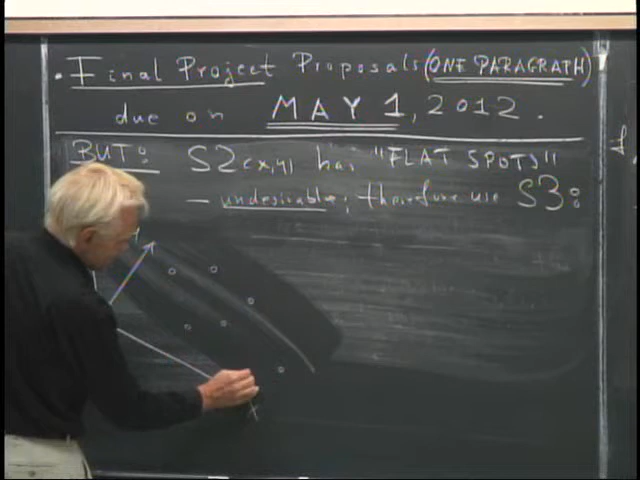 • Final Project Proposals (ONE PARAGRAPH)
due on MAY 1, 2012.
BUT: S2(x,y) has "FLAT SPOTS"
— undesirable; therefore use S3:
x